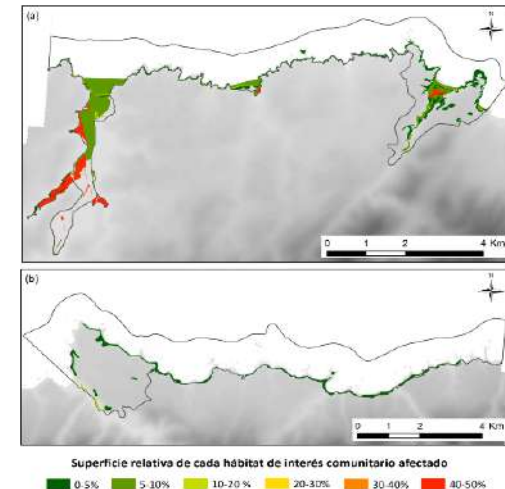 (a)
N
0 1 2 4 Km
(b)
N
0 1 2 4 Km
Superficie relativa de cada hábitat de interés comunitario afectado
0-5% 5-10% 10-20 % 20-30% 30-40% 40-50%